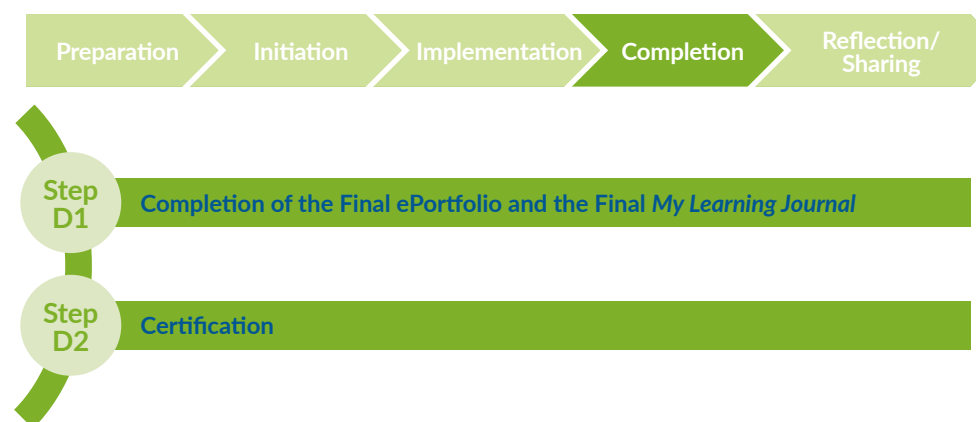 Preparation
Initiation
Implementation
Completion
Reflection/
Sharing
Step
D1
Completion of the Final ePortfolio and the Final My Learning Journal
Step
D2
Certification